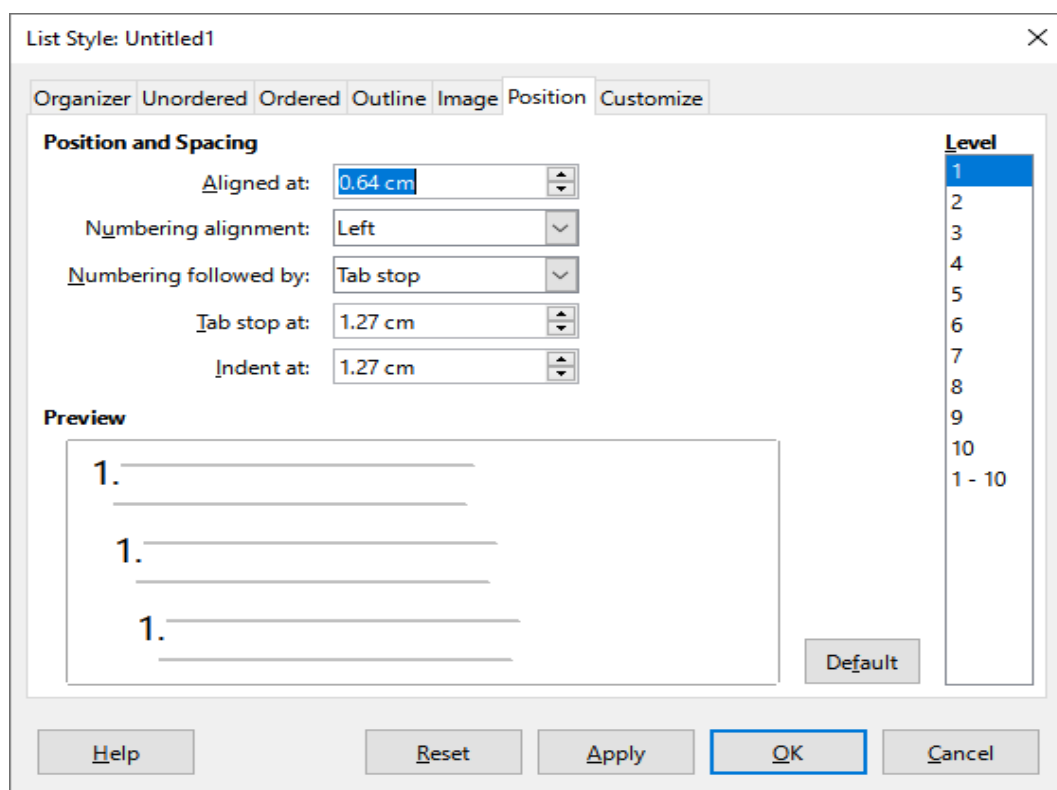 List Style: Untitled1
Organizer Unordered Ordered Outline Image Position Customize
Position and Spacing
Aligned at: 0.64 cm
Numbering alignment: Left
Numbering followed by: Tab stop
Tab stop at: 1.27 cm
Indent at: 1.27 cm
Preview
1.
1.
1.
Level
1
2
3
4
5
6
7
8
9
10
1 - 10
Default
Help Reset Apply OK Cancel